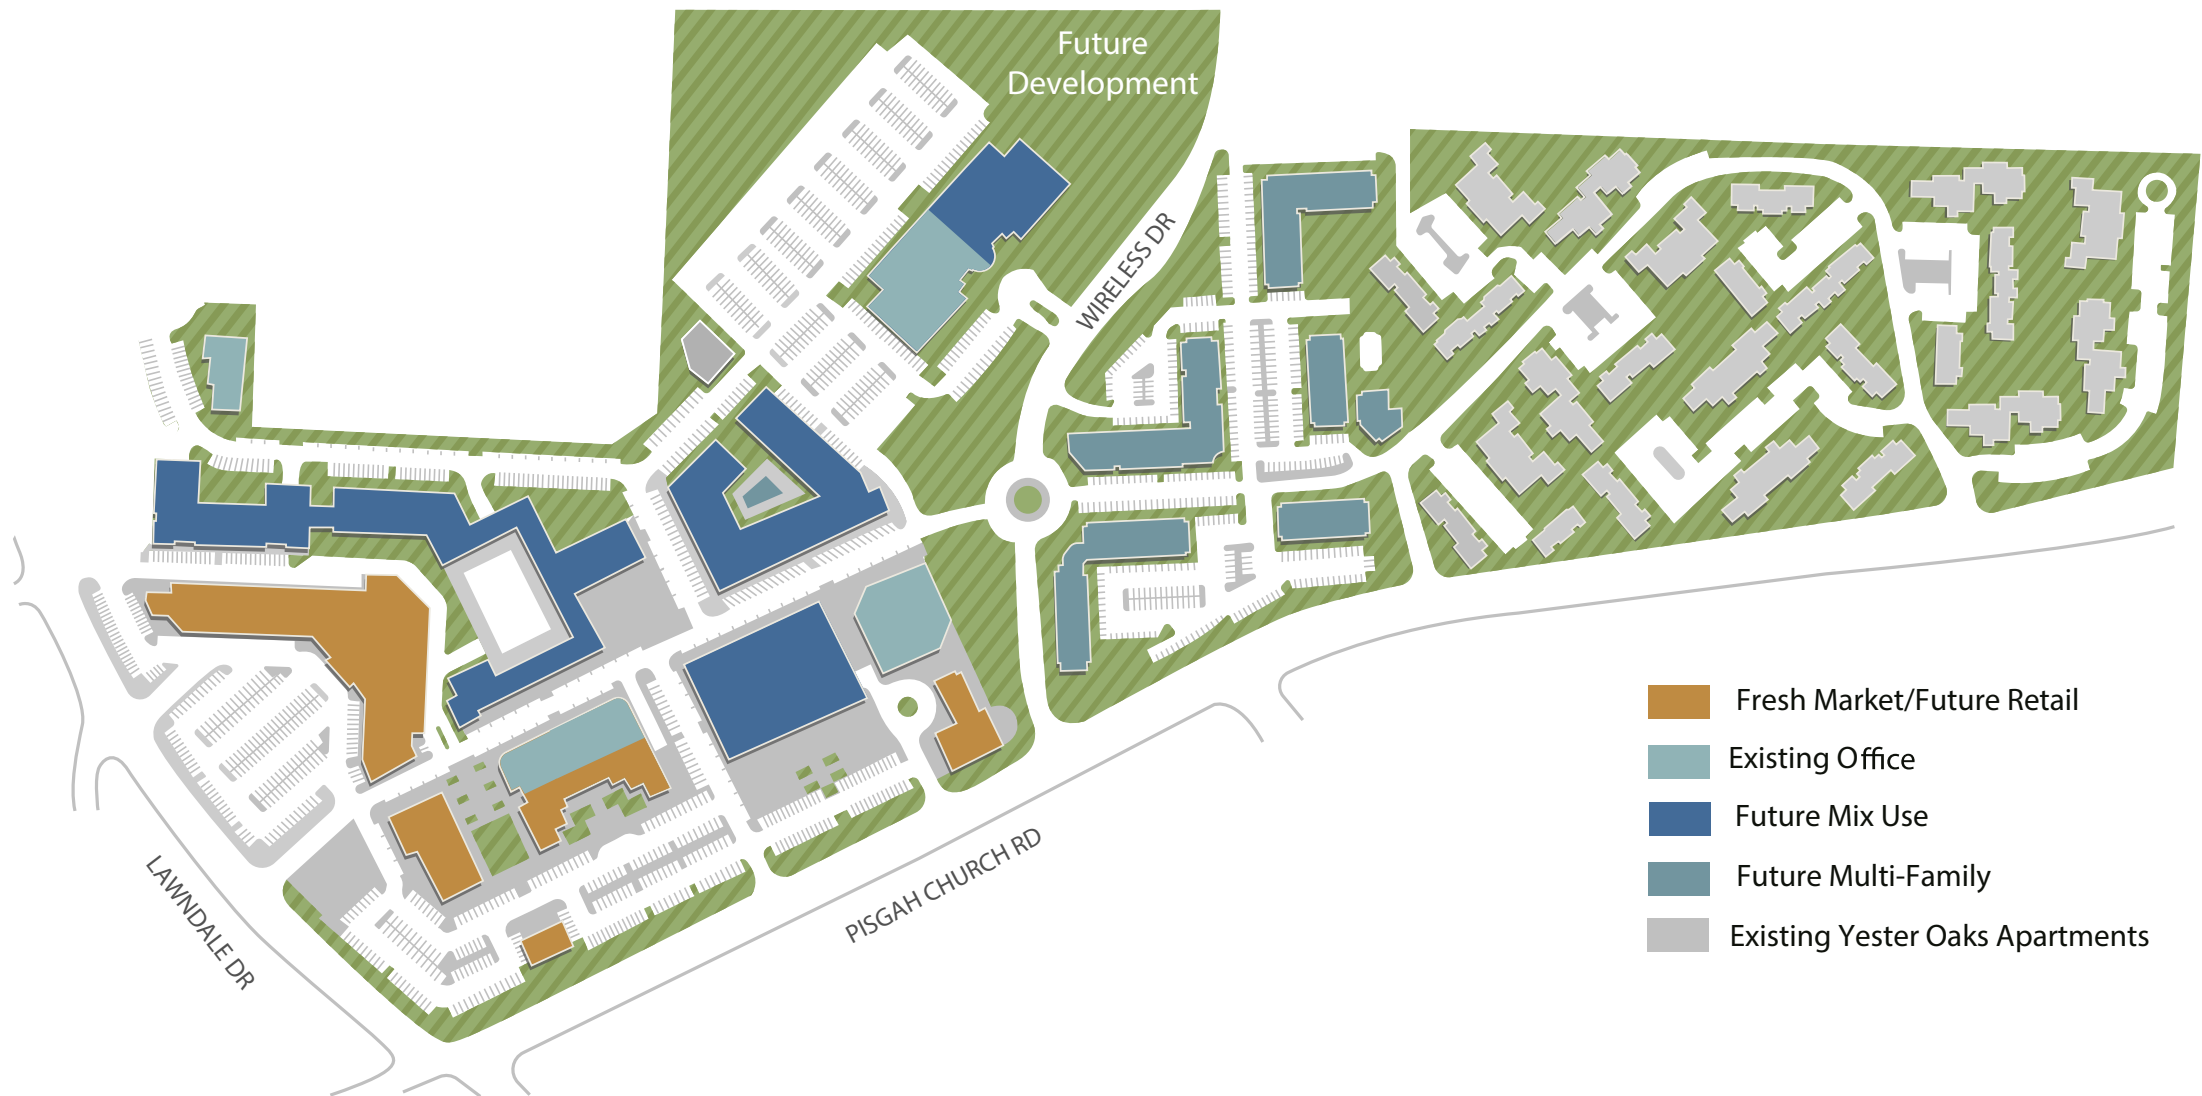 Future
Development
WIRELESS DR
LAWNDALE DR
PISGAH CHURCH RD
Fresh Market/Future Retail
Existing Office
Future Mix Use
Future Multi-Family
Existing Yester Oaks Apartments